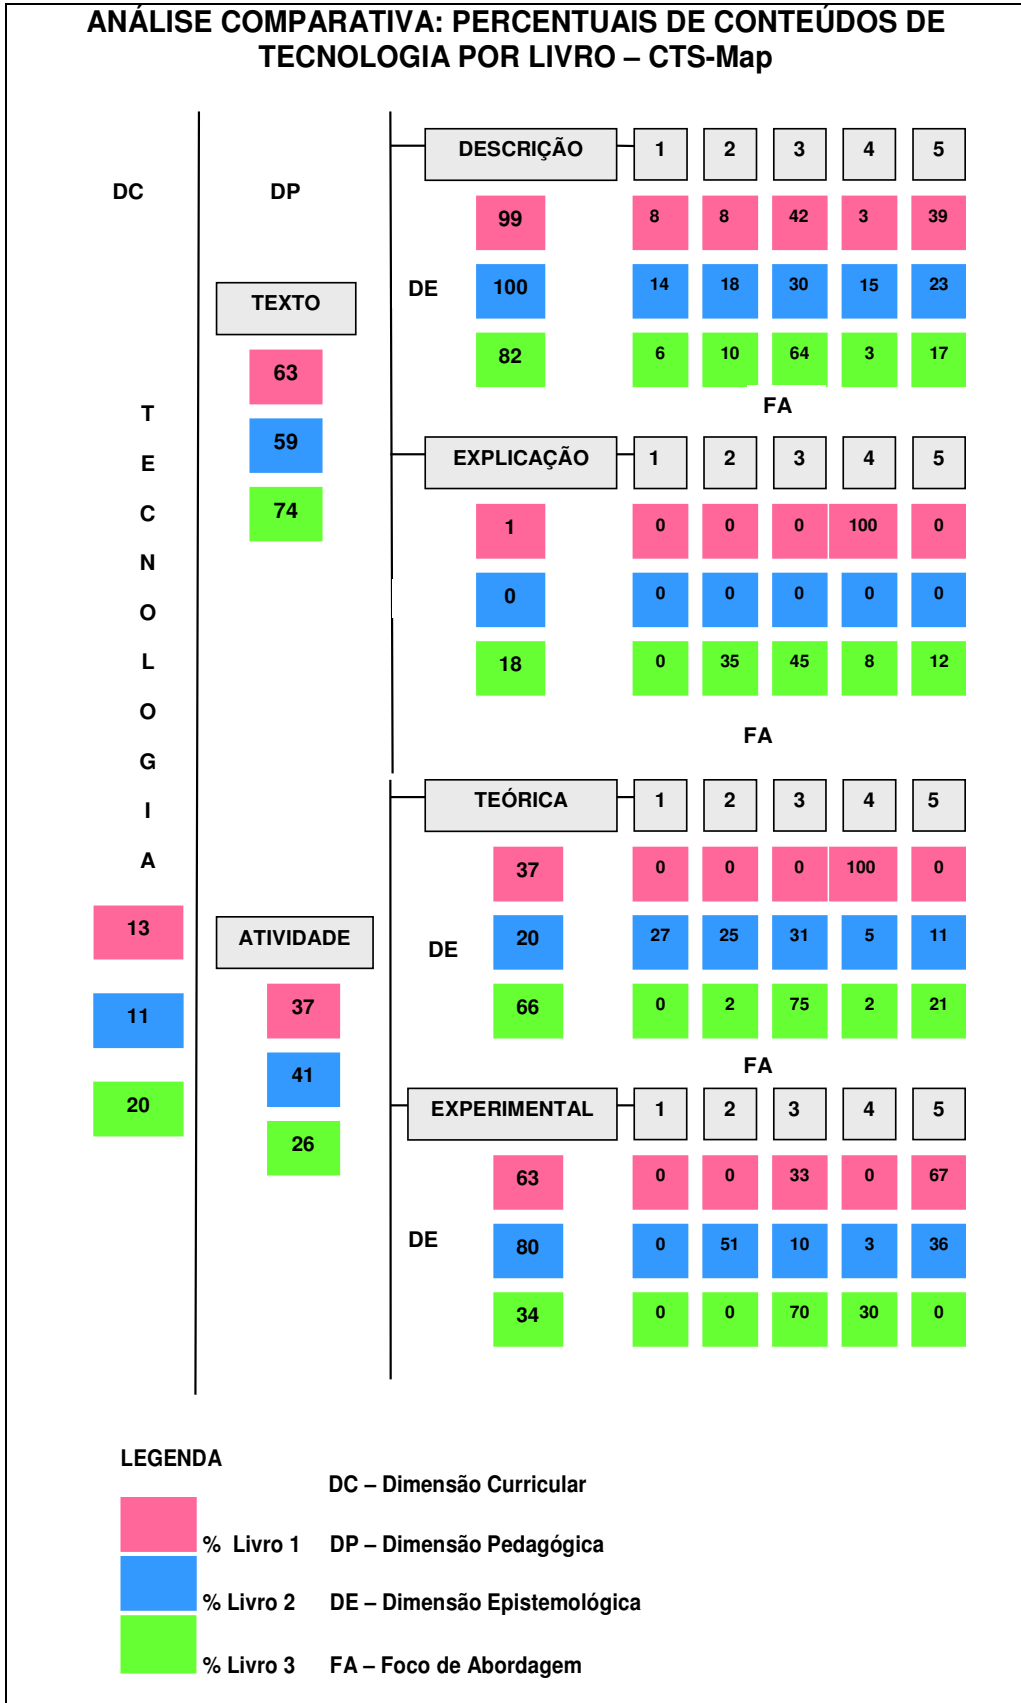 ANÁLISE COMPARATIVA: PERCENTUAIS DE CONTEÚDOS DE
TECNOLOGIA POR LIVRO – CTS-Map
DC
DP
DESCRIÇÃO 1 2 3 4 5
99 8 8 42 3 39
DE
100 14 18 30 15 23
82 6 10 64 3 17
FA
TEXTO
63
59
74
EXPLICAÇÃO 1 2 3 4 5
1 0 0 0 100 0
0 0 0 0 0 0
18 0 35 45 8 12
FA
T
E
C
N
O
L
O
G
I
A
13
11
20
ATIVIDADE
37
41
26
TEÓRICA 1 2 3 4 5
37 0 0 0 100 0
DE
20 27 25 31 5 11
66 0 2 75 2 21
FA
EXPERIMENTAL 1 2 3 4 5
63 0 0 33 0 67
DE
80 0 51 10 3 36
34 0 0 70 30 0
LEGENDA
DC – Dimensão Curricular
% Livro 1 DP – Dimensão Pedagógica
% Livro 2 DE – Dimensão Epistemológica
% Livro 3 FA – Foco de Abordagem